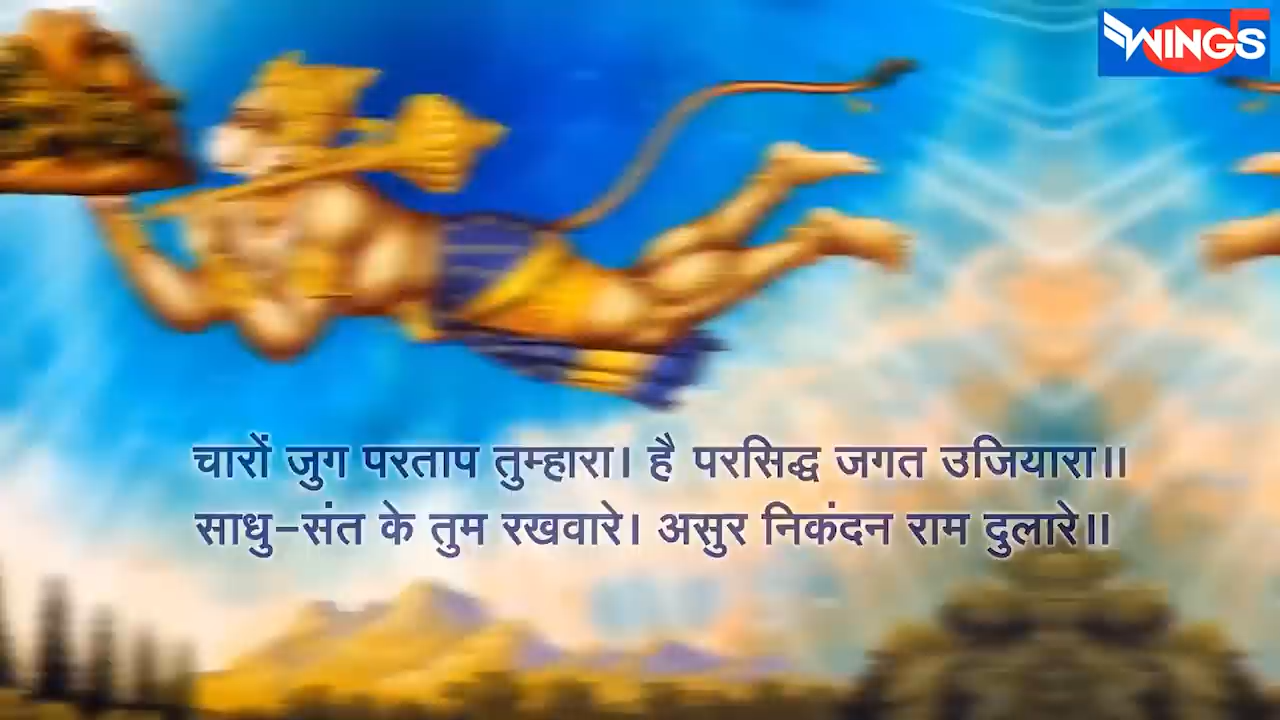 WINGS
चारों जुग परताप तुम्हारा। है परसिद्ध जगत उजियारा॥
साधु-संत के तुम रखवारे। असुर निकंदन राम दुलारे॥